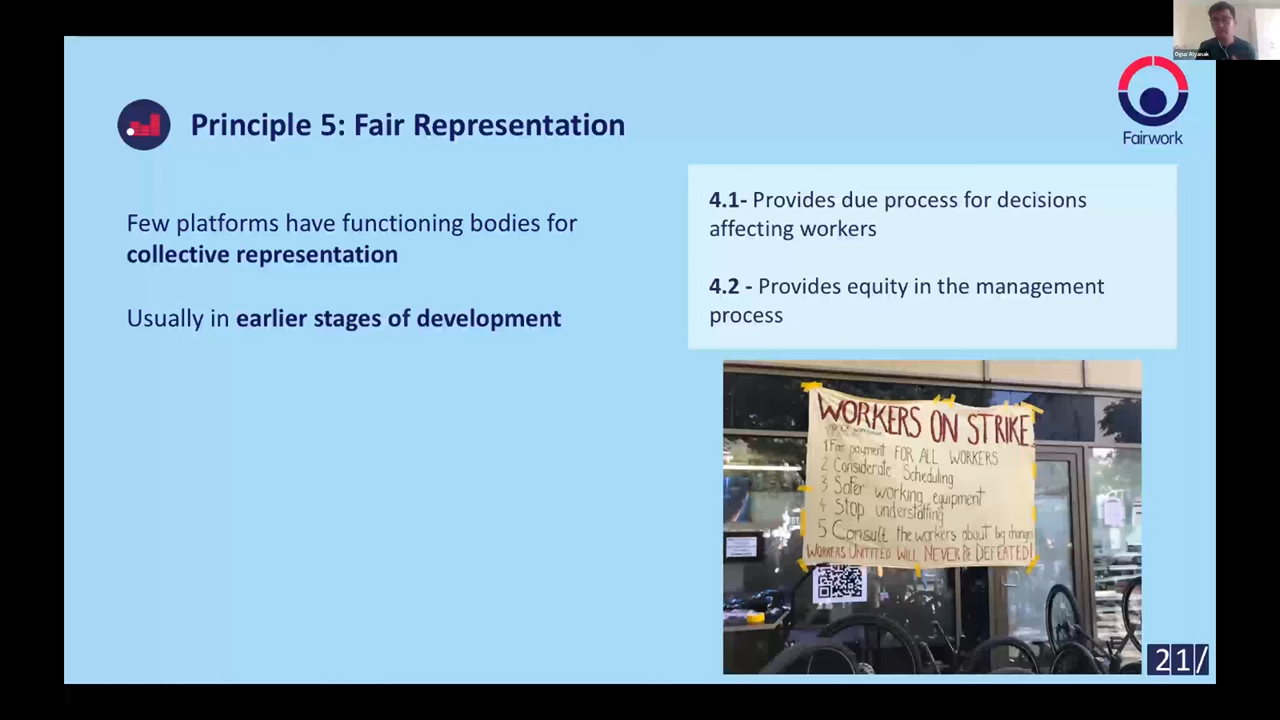 Oguz Alyanak
Fairwork
Principle 5: Fair Representation
Few platforms have functioning bodies for
collective representation
Usually in earlier stages of development
4.1- Provides due process for decisions
affecting workers
4.2 - Provides equity in the management
process
WORKERS ON STRIKE
1 Fair payment FOR ALL WORKERS
2 Considerate Scheduling
3 Safer working equipment
4 Stop understaffing
5 Consult the workers about big changes
WORKERS UNITED WILL NEVER BE DEFEATED!
21/